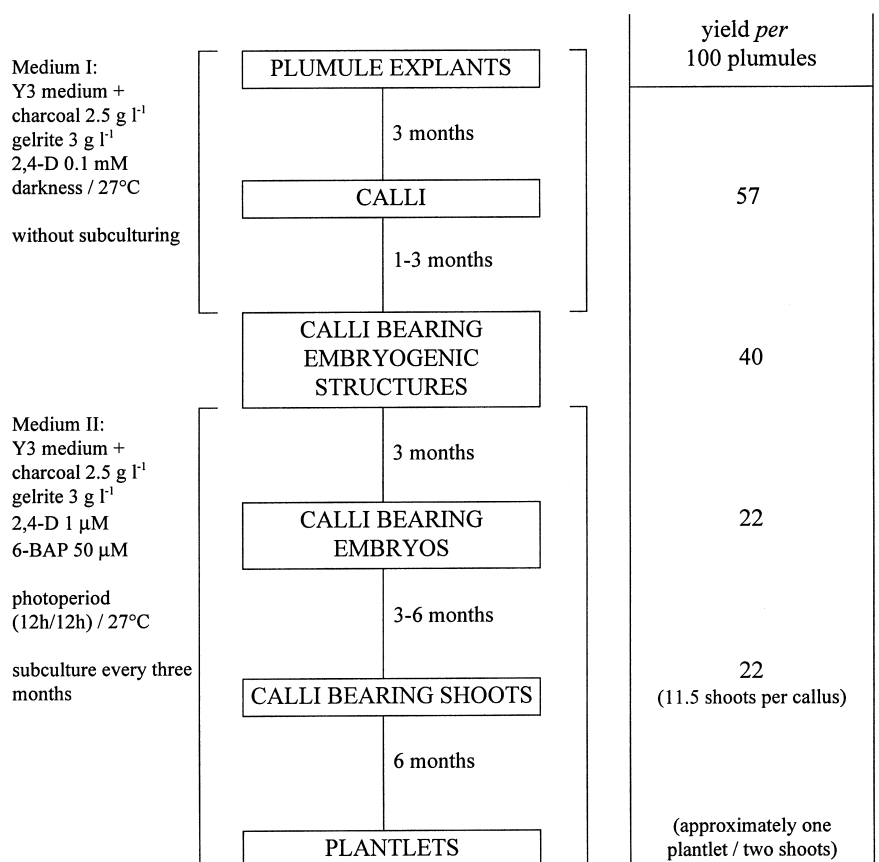 yield per
100 plumules
Medium I:
Y3 medium +
charcoal 2.5 g l⁻¹
gelrite 3 g l⁻¹
2,4-D 0.1 mM
darkness / 27°C
without subculturing
PLUMULE EXPLANTS
3 months
CALLI
57
1-3 months
CALLI BEARING
EMBRYOGENIC
STRUCTURES
40
Medium II:
Y3 medium +
charcoal 2.5 g l⁻¹
gelrite 3 g l⁻¹
2,4-D 1 μM
6-BAP 50 μM
photoperiod
(12h/12h) / 27°C
subculture every three
months
3 months
CALLI BEARING
EMBRYOS
22
3-6 months
CALLI BEARING SHOOTS
22
(11.5 shoots per callus)
6 months
PLANTLETS
(approximately one
plantlet / two shoots)